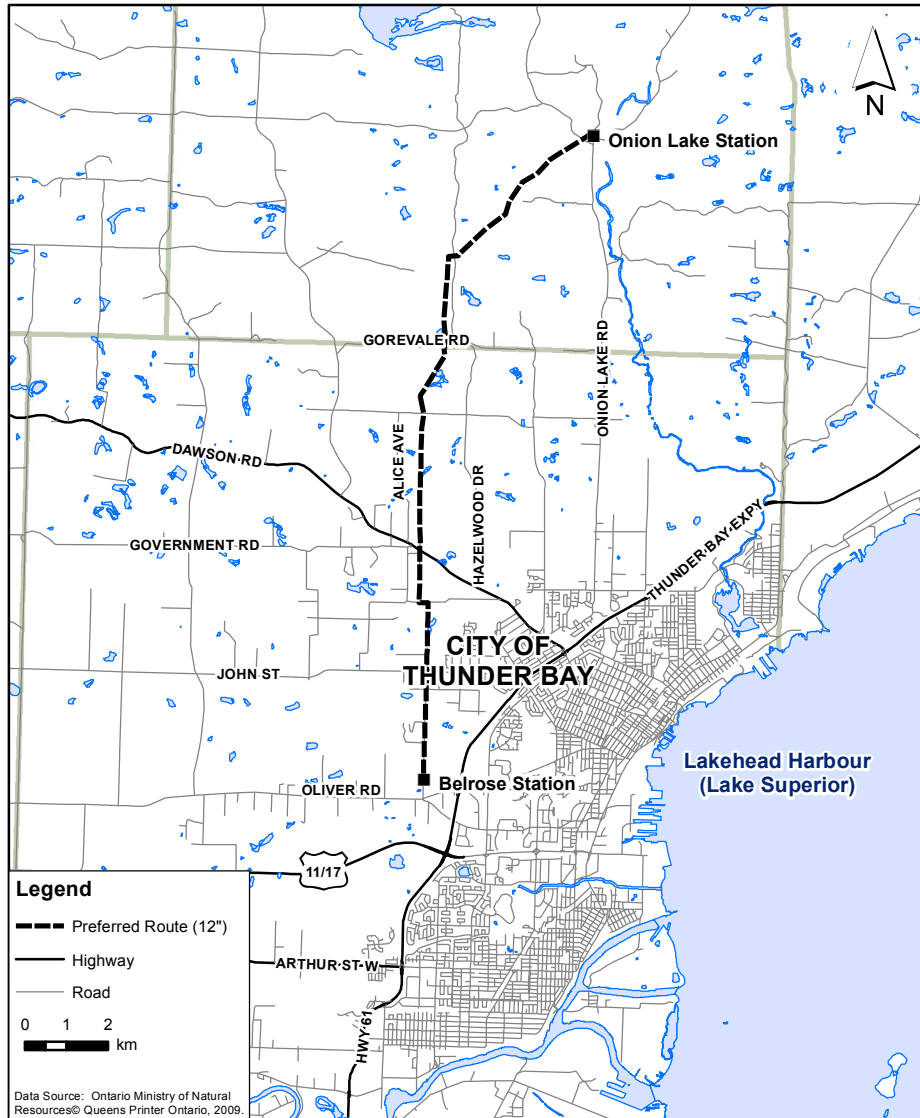 N
Onion Lake Station
GOREVALE RD
ONION LAKE RD
ALICE AVE
DAWSON RD
HAZELWOOD DR
THUNDER BAY EXPY
GOVERNMENT RD
CITY OF
THUNDER BAY
JOHN ST
Lakehead Harbour
(Lake Superior)
Belrose Station
OLIVER RD
11/17
ARTHUR ST W
HWY 61
Legend
Preferred Route (12")
Highway
Road
0 1 2
km
Data Source: Ontario Ministry of Natural
Resources© Queens Printer Ontario, 2009.